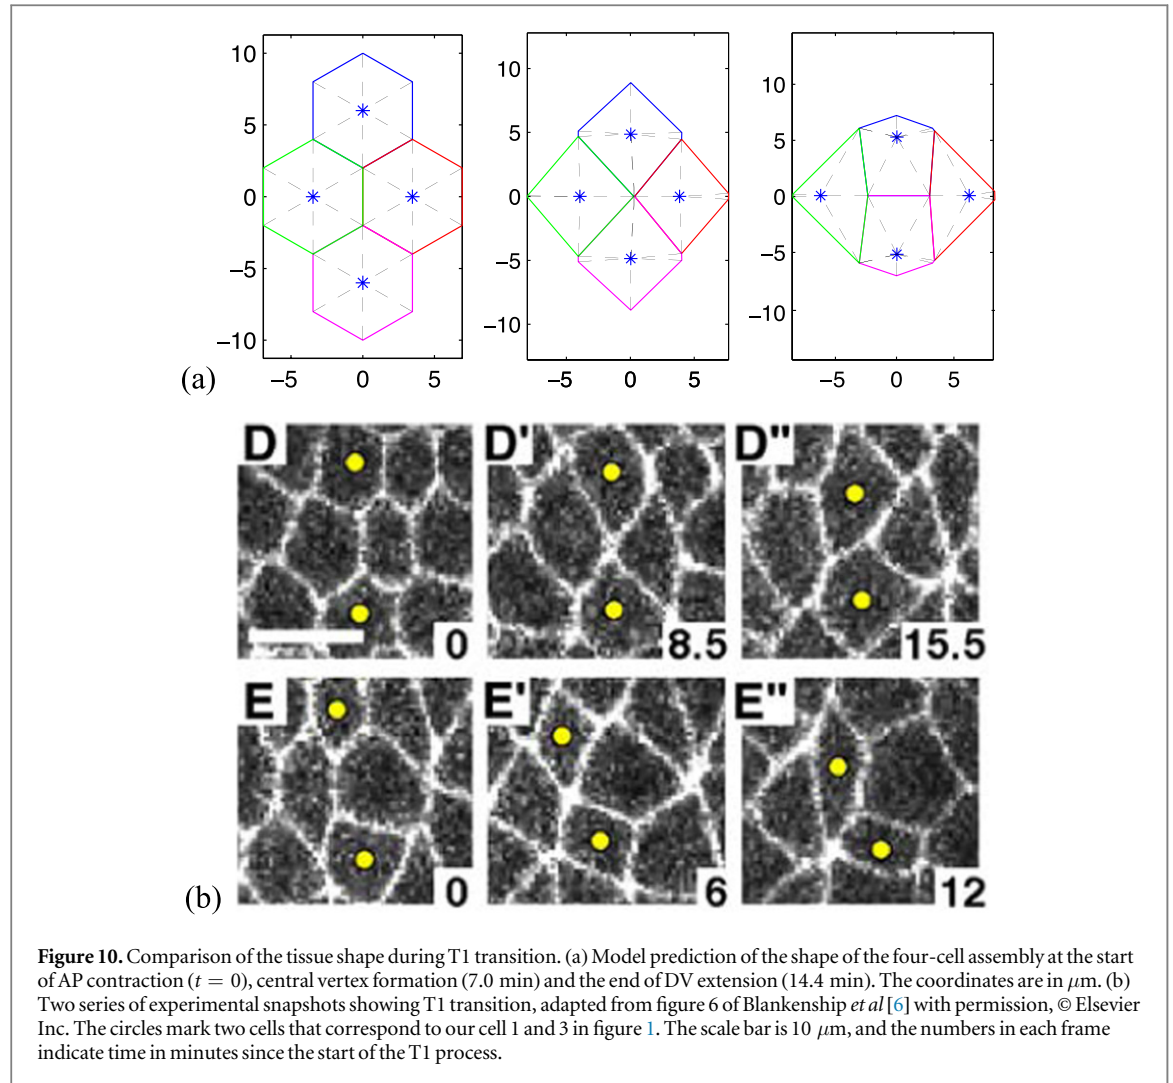 10
5
0
−5
−10
−5 0 5
10
5
0
−5
−10
−5 0 5
10
5
0
−5
−10
−5 0 5
(a)
D D' D"
0 8.5 15.5
E E' E"
0 6 12
(b)
Figure 10. Comparison of the tissue shape during T1 transition. (a) Model prediction of the shape of the four-cell assembly at the start
of AP contraction (t = 0), central vertex formation (7.0 min) and the end of DV extension (14.4 min). The coordinates are in μm. (b)
Two series of experimental snapshots showing T1 transition, adapted from figure 6 of Blankenship et al [6] with permission, © Elsevier
Inc. The circles mark two cells that correspond to our cell 1 and 3 in figure 1. The scale bar is 10 μm, and the numbers in each frame
indicate time in minutes since the start of the T1 process.